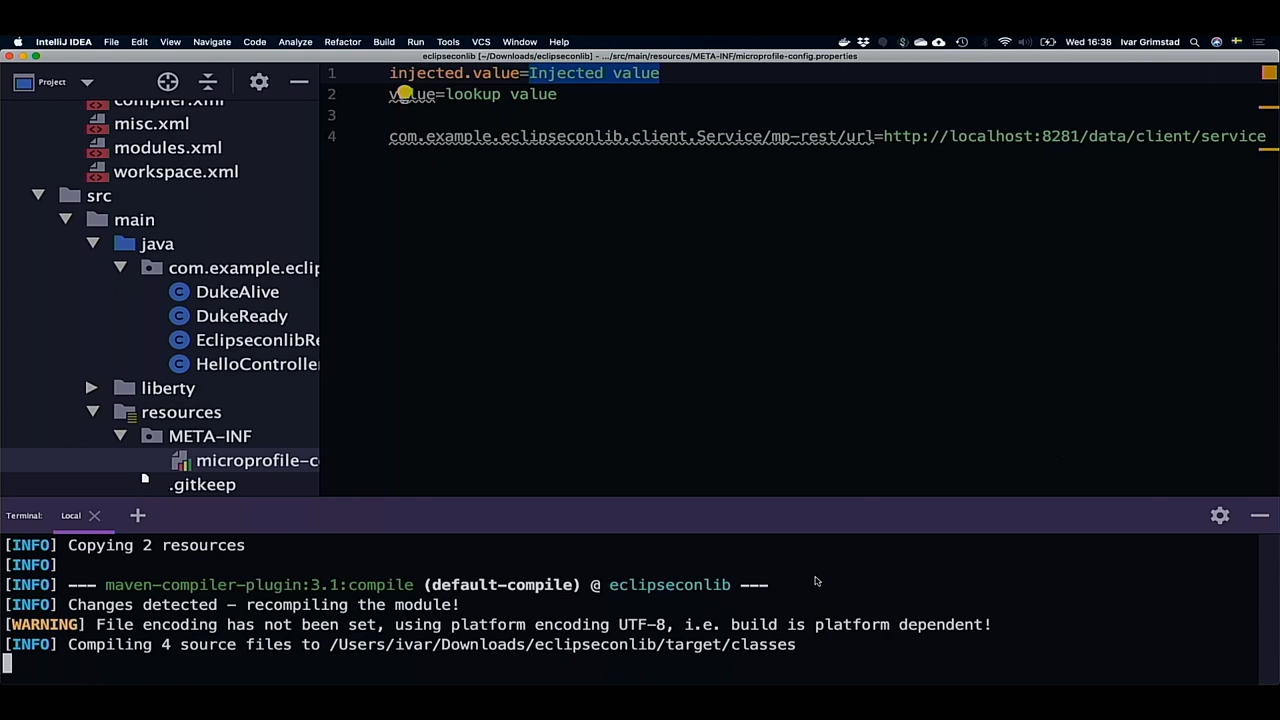 IntelliJ IDEA File Edit View Navigate Code Analyze Refactor Build Run Tools VCS Window Help Wed 16:38 Ivar Grimstad
eclipseconlib [~/Downloads/eclipseconlib] - .../src/main/resources/META-INF/microprofile-config.properties
Project
compiler.xml
misc.xml
modules.xml
workspace.xml
src
main
java
com.example.eclip
DukeAlive
DukeReady
EclipseconlibRe
HelloController
liberty
resources
META-INF
microprofile-co
.gitkeep
1 injected.value=Injected value
2 value=lookup value
3
4 com.example.eclipseconlib.client.Service/mp-rest/url=http://localhost:8281/data/client/service
Terminal: Local
[INFO] Copying 2 resources
[INFO]
[INFO] --- maven-compiler-plugin:3.1:compile (default-compile) @ eclipseconlib ---
[INFO] Changes detected - recompiling the module!
[WARNING] File encoding has not been set, using platform encoding UTF-8, i.e. build is platform dependent!
[INFO] Compiling 4 source files to /Users/ivar/Downloads/eclipseconlib/target/classes